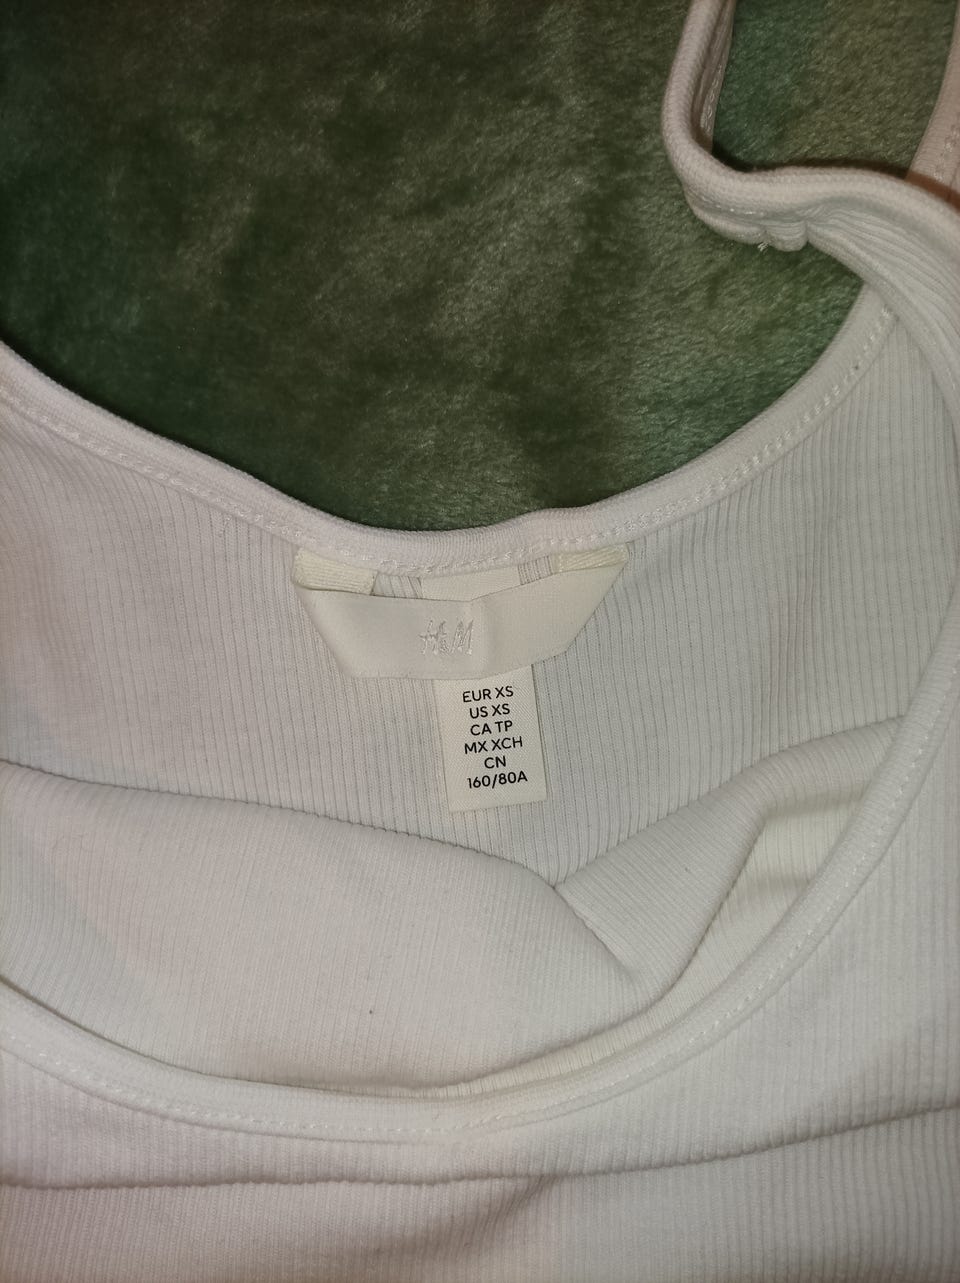 H&M
EUR XS
US XS
CA TP
MX XCH
CN
160/80A